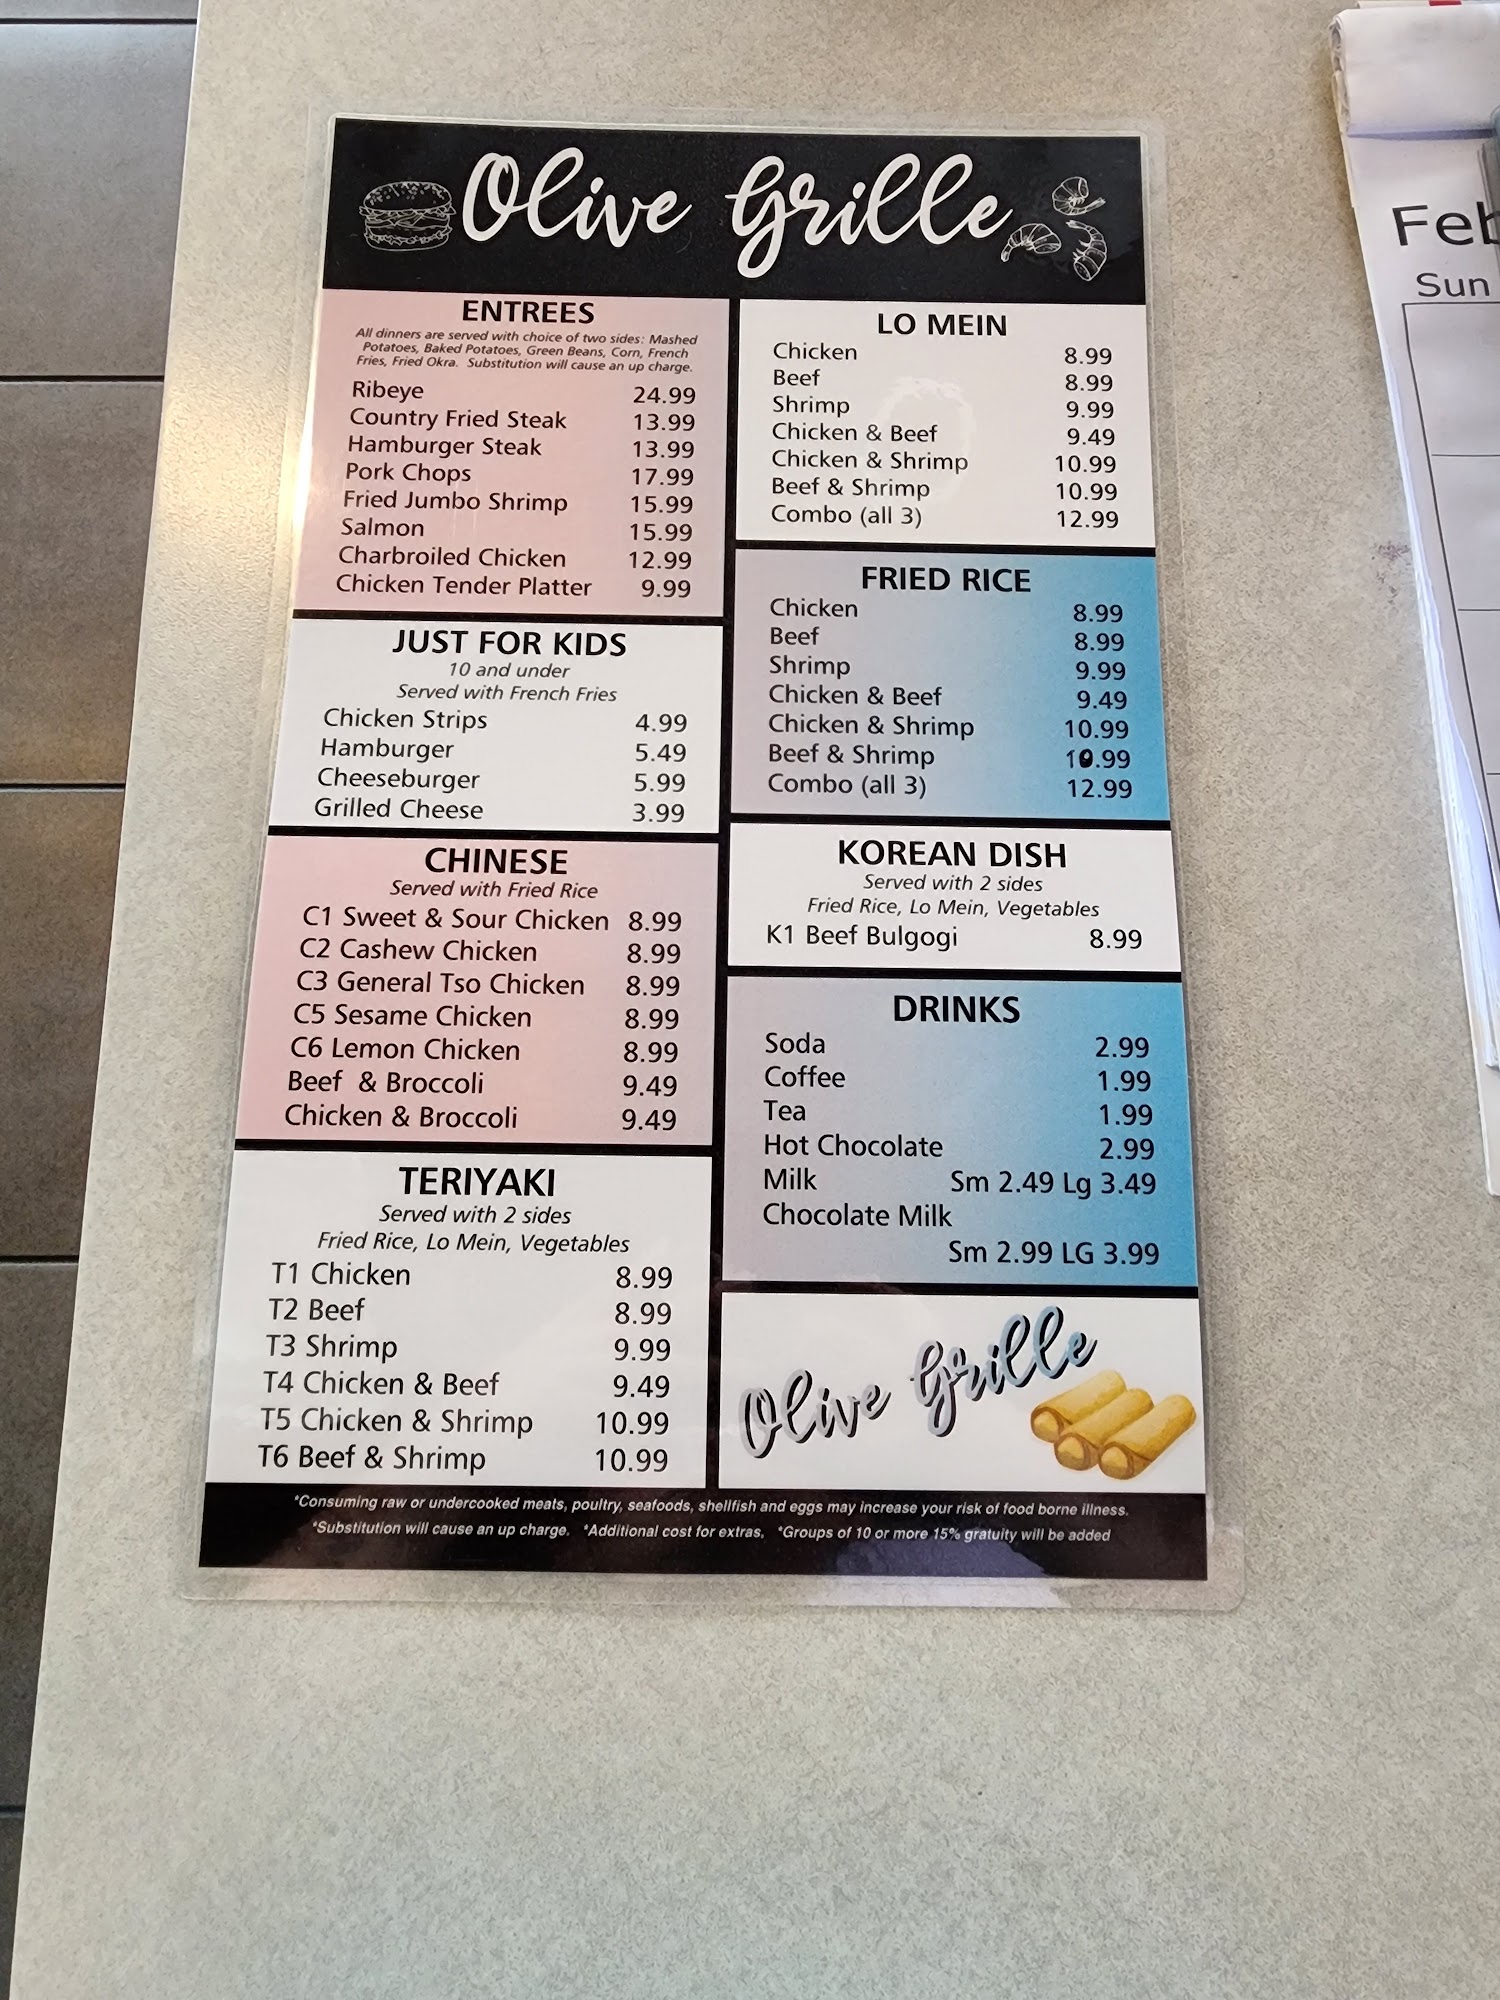 Olive Grille
ENTREES
All dinners are served with choice of two sides: Mashed
Potatoes, Baked Potatoes, Green Beans, Corn, French
Fries, Fried Okra. Substitution will cause an up charge.
Ribeye 24.99
Country Fried Steak 13.99
Hamburger Steak 13.99
Pork Chops 17.99
Fried Jumbo Shrimp 15.99
Salmon 15.99
Charbroiled Chicken 12.99
Chicken Tender Platter 9.99
JUST FOR KIDS
10 and under
Served with French Fries
Chicken Strips 4.99
Hamburger 5.49
Cheeseburger 5.99
Grilled Cheese 3.99
CHINESE
Served with Fried Rice
C1 Sweet & Sour Chicken 8.99
C2 Cashew Chicken 8.99
C3 General Tso Chicken 8.99
C5 Sesame Chicken 8.99
C6 Lemon Chicken 8.99
Beef & Broccoli 9.49
Chicken & Broccoli 9.49
TERIYAKI
Served with 2 sides
Fried Rice, Lo Mein, Vegetables
T1 Chicken 8.99
T2 Beef 8.99
T3 Shrimp 9.99
T4 Chicken & Beef 9.49
T5 Chicken & Shrimp 10.99
T6 Beef & Shrimp 10.99
LO MEIN
Chicken 8.99
Beef 8.99
Shrimp 9.99
Chicken & Beef 9.49
Chicken & Shrimp 10.99
Beef & Shrimp 10.99
Combo (all 3) 12.99
FRIED RICE
Chicken 8.99
Beef 8.99
Shrimp 9.99
Chicken & Beef 9.49
Chicken & Shrimp 10.99
Beef & Shrimp 10.99
Combo (all 3) 12.99
KOREAN DISH
Served with 2 sides
Fried Rice, Lo Mein, Vegetables
K1 Beef Bulgogi 8.99
DRINKS
Soda 2.99
Coffee 1.99
Tea 1.99
Hot Chocolate 2.99
Milk Sm 2.49 Lg 3.49
Chocolate Milk
Sm 2.99 LG 3.99
Olive Grille
*Consuming raw or undercooked meats, poultry, seafoods, shellfish and eggs may increase your risk of food borne illness.
*Substitution will cause an up charge. *Additional cost for extras. *Groups of 10 or more 15% gratuity will be added
Feb
Sun